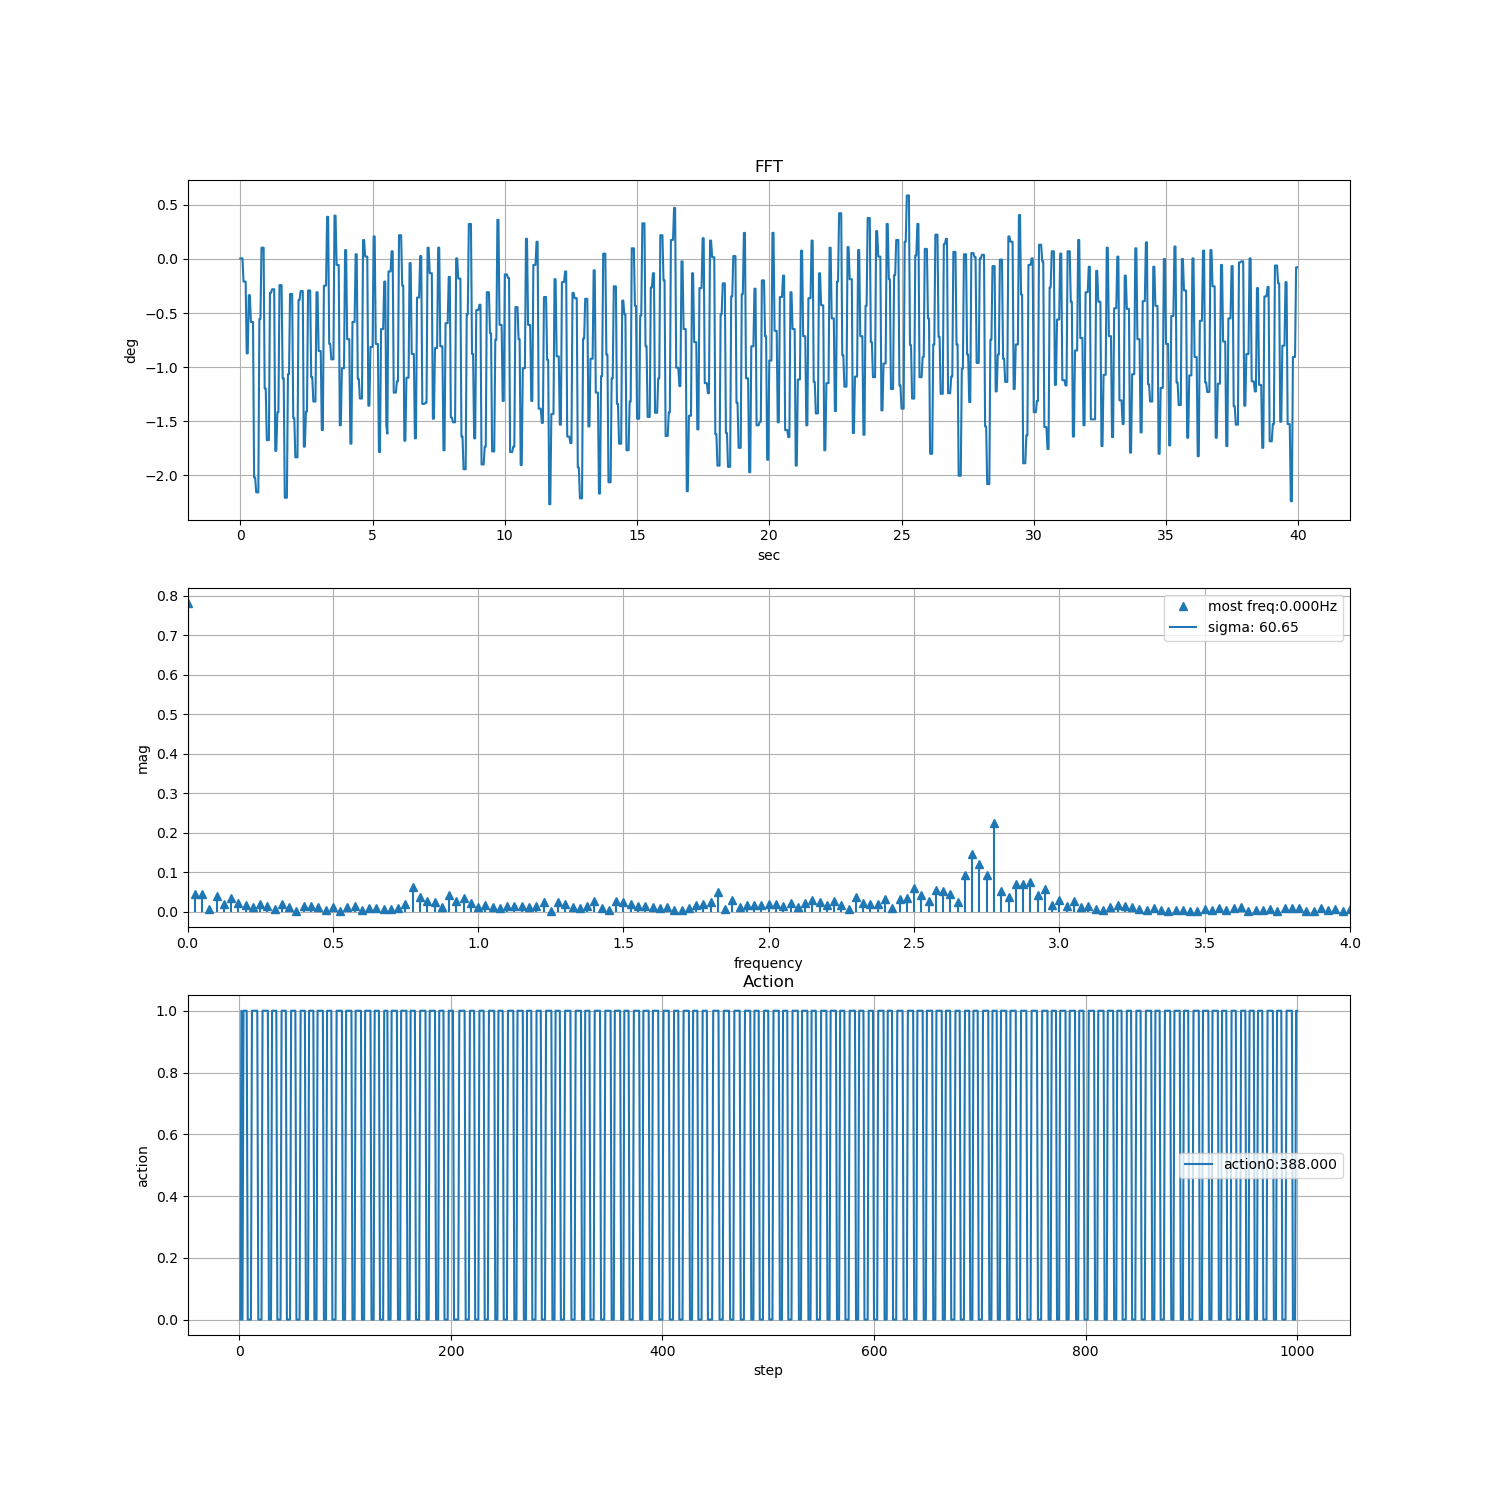 FFT
0.5
0.0
−0.5
−1.0
−1.5
−2.0
deg
0 5 10 15 20 25 30 35 40
sec
0.8
0.7
0.6
0.5
0.4
0.3
0.2
0.1
0.0
mag
most freq:0.000Hz
sigma: 60.65
0.0 0.5 1.0 1.5 2.0 2.5 3.0 3.5 4.0
frequency
Action
1.0
0.8
0.6
0.4
0.2
0.0
action
action0:388.000
0 200 400 600 800 1000
step